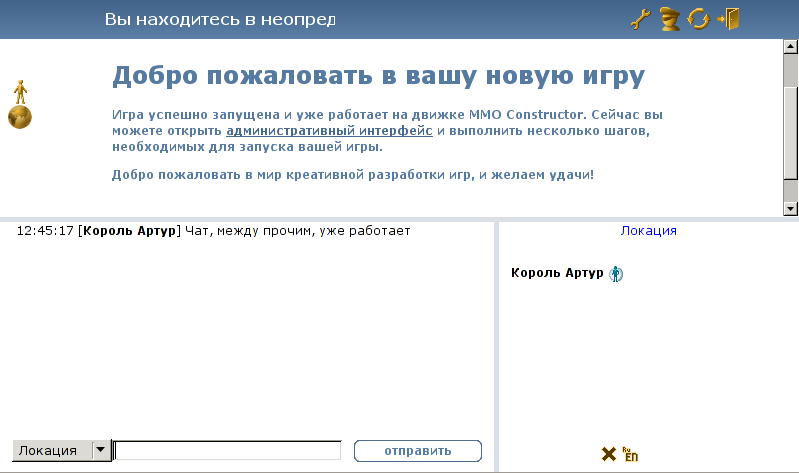 Вы находитесь в неопред
Добро пожаловать в вашу новую игру
Игра успешно запущена и уже работает на движке MMO Constructor. Сейчас вы
можете открыть административный интерфейс и выполнить несколько шагов,
необходимых для запуска вашей игры.
Добро пожаловать в мир креативной разработки игр, и желаем удачи!
12:45:17 [Король Артур] Чат, между прочим, уже работает
Локация
Король Артур
Локация
отправить
Ru
EП